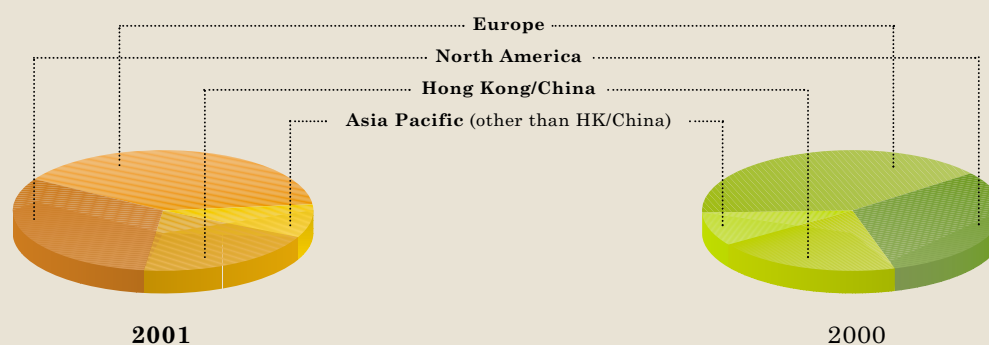 Europe
North America
Hong Kong/China
Asia Pacific (other than HK/China)
2001
2000